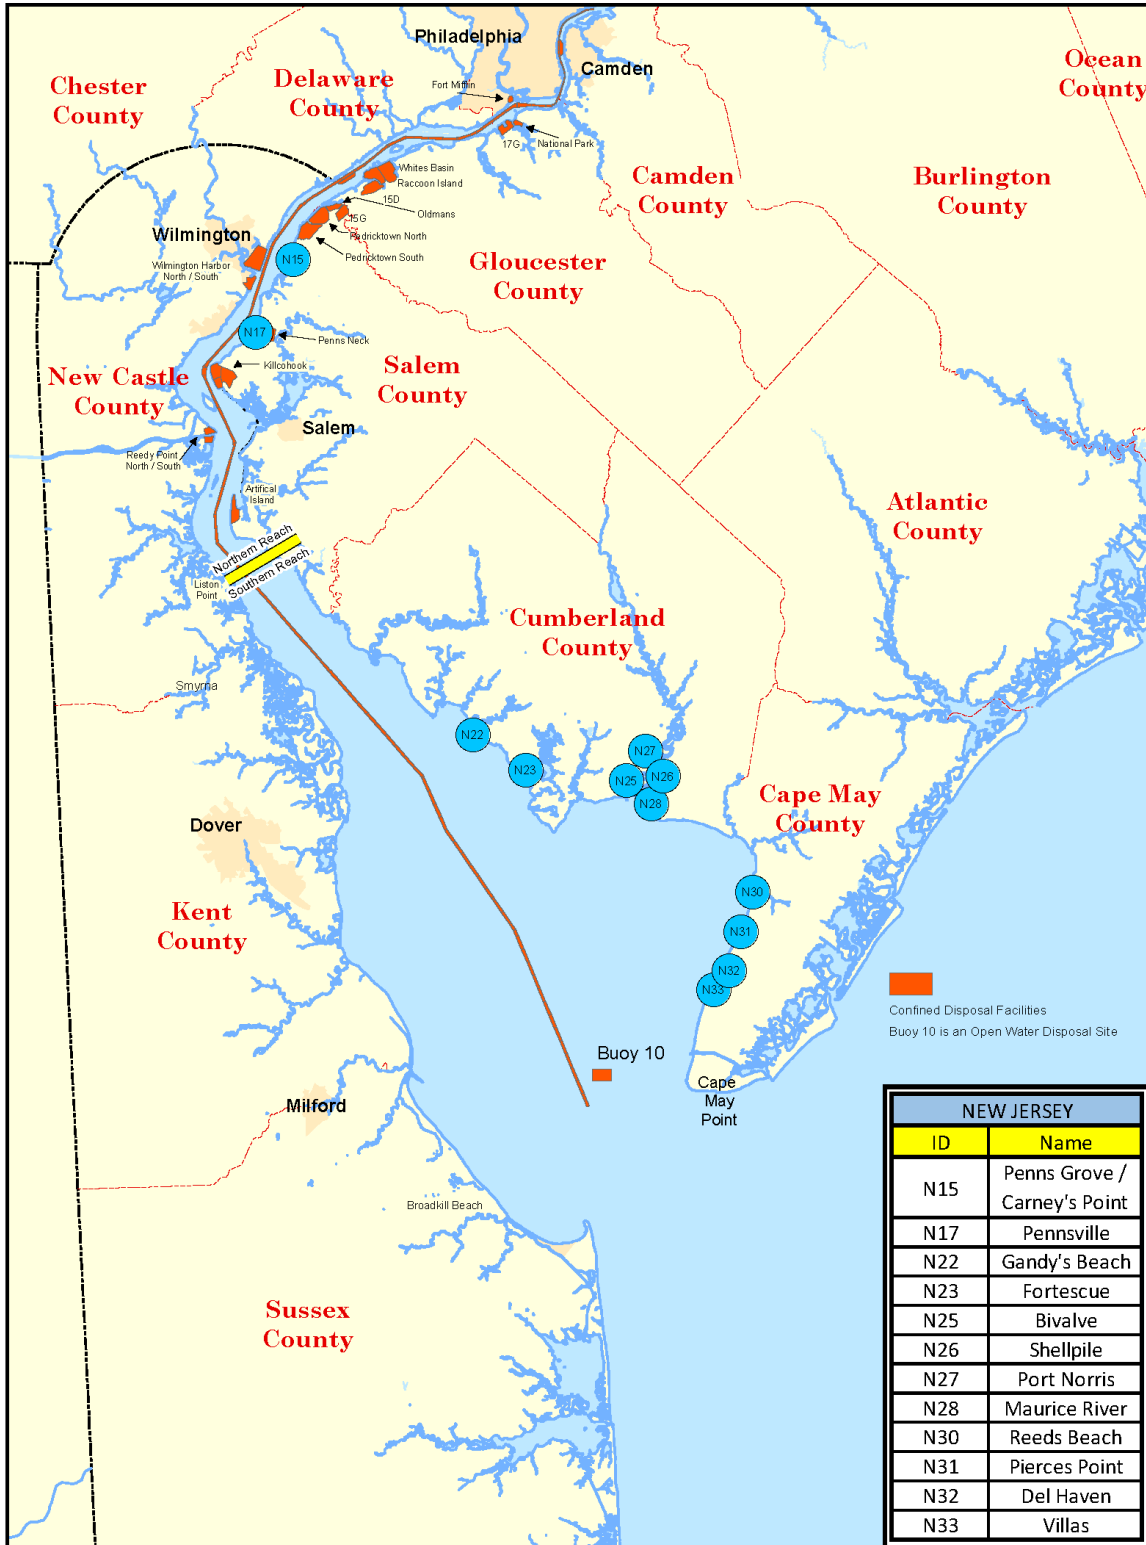 Philadelphia
Camden
Ocean
County
Chester
County
Delaware
County
Fort Mifflin
17G
National Park
Whites Basin
Raccoon Island
Camden
County
Burlington
County
15D
Oldmans
15G
Pedricktown North
Pedricktown South
Wilmington
Wilmington Harbor
North / South
N15
Gloucester
County
N17
Penns Neck
Killcohook
New Castle
County
Salem
County
Salem
Reedy Point
North / South
Artifical
Island
Atlantic
County
Northern Reach
Southern Reach
Liston
Point
Cumberland
County
Smyrna
N22
N23
N27
N25
N26
N28
Cape May
County
Dover
Kent
County
N30
N31
N32
N33
Confined Disposal Facilities
Buoy 10 is an Open Water Disposal Site
Buoy 10
Cape
May
Point
Milford
Broadkill Beach
Sussex
County
NEW JERSEY
ID Name
N15 Penns Grove /
Carney's Point
N17 Pennsville
N22 Gandy's Beach
N23 Fortescue
N25 Bivalve
N26 Shellpile
N27 Port Norris
N28 Maurice River
N30 Reeds Beach
N31 Pierces Point
N32 Del Haven
N33 Villas